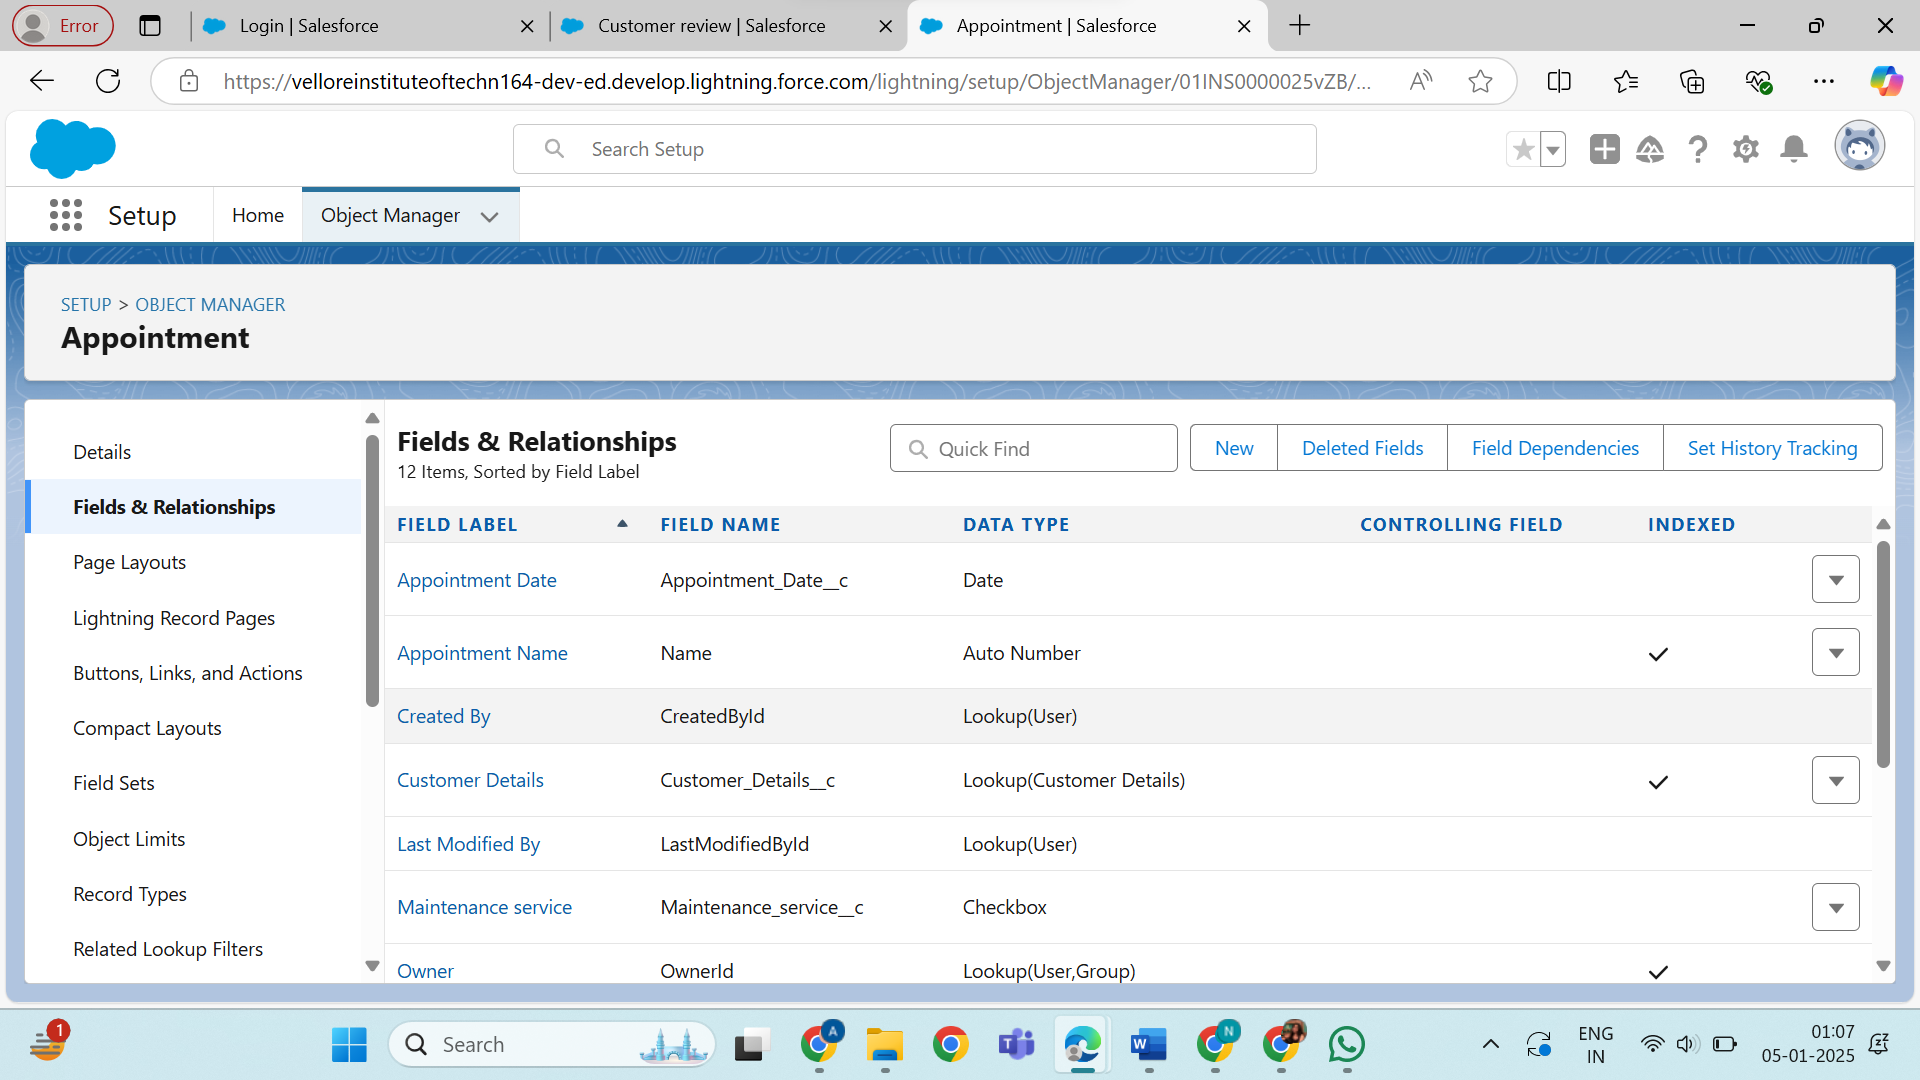 Error
Login | Salesforce
Customer review | Salesforce
Appointment | Salesforce
https://velloreinstituteoftechn164-dev-ed.develop.lightning.force.com/lightning/setup/ObjectManager/01INS0000025vZB/...
Search Setup
Setup
Home
Object Manager
SETUP > OBJECT MANAGER
Appointment
Details
Fields & Relationships
Page Layouts
Lightning Record Pages
Buttons, Links, and Actions
Compact Layouts
Field Sets
Object Limits
Record Types
Related Lookup Filters
Fields & Relationships
12 Items, Sorted by Field Label
Quick Find
New
Deleted Fields
Field Dependencies
Set History Tracking
FIELD LABEL FIELD NAME DATA TYPE CONTROLLING FIELD INDEXED
Appointment Date Appointment_Date__c Date
Appointment Name Name Auto Number
Created By CreatedById Lookup(User)
Customer Details Customer_Details__c Lookup(Customer Details)
Last Modified By LastModifiedById Lookup(User)
Maintenance service Maintenance_service__c Checkbox
Owner OwnerId Lookup(User,Group)
1
Search
A
T
W
N
ENG
IN
01:07
05-01-2025